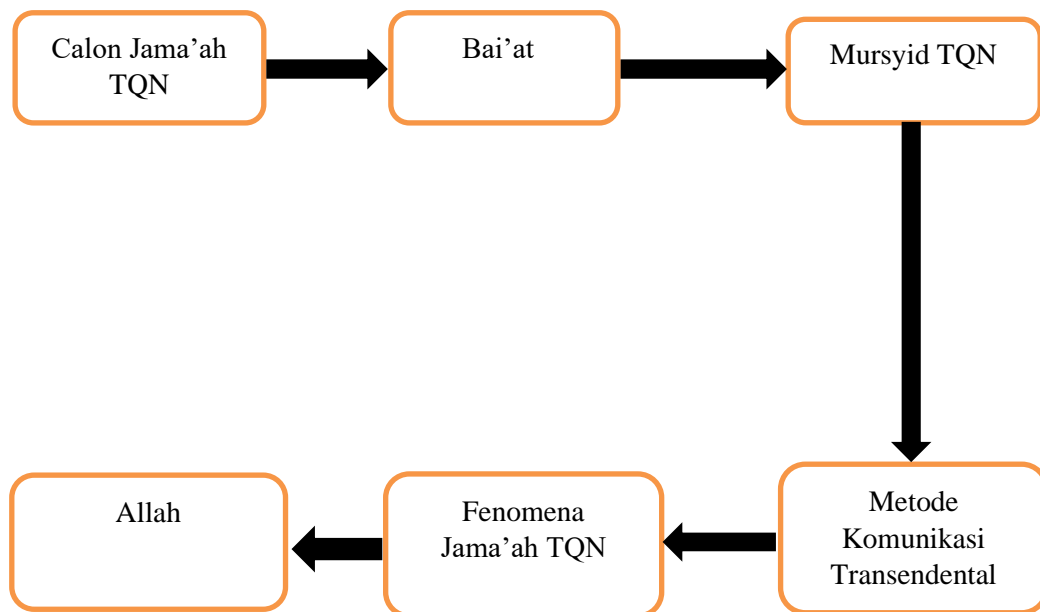 Calon Jama’ah
TQN
Bai’at
Mursyid TQN
Metode
Komunikasi
Transendental
Fenomena
Jama’ah TQN
Allah